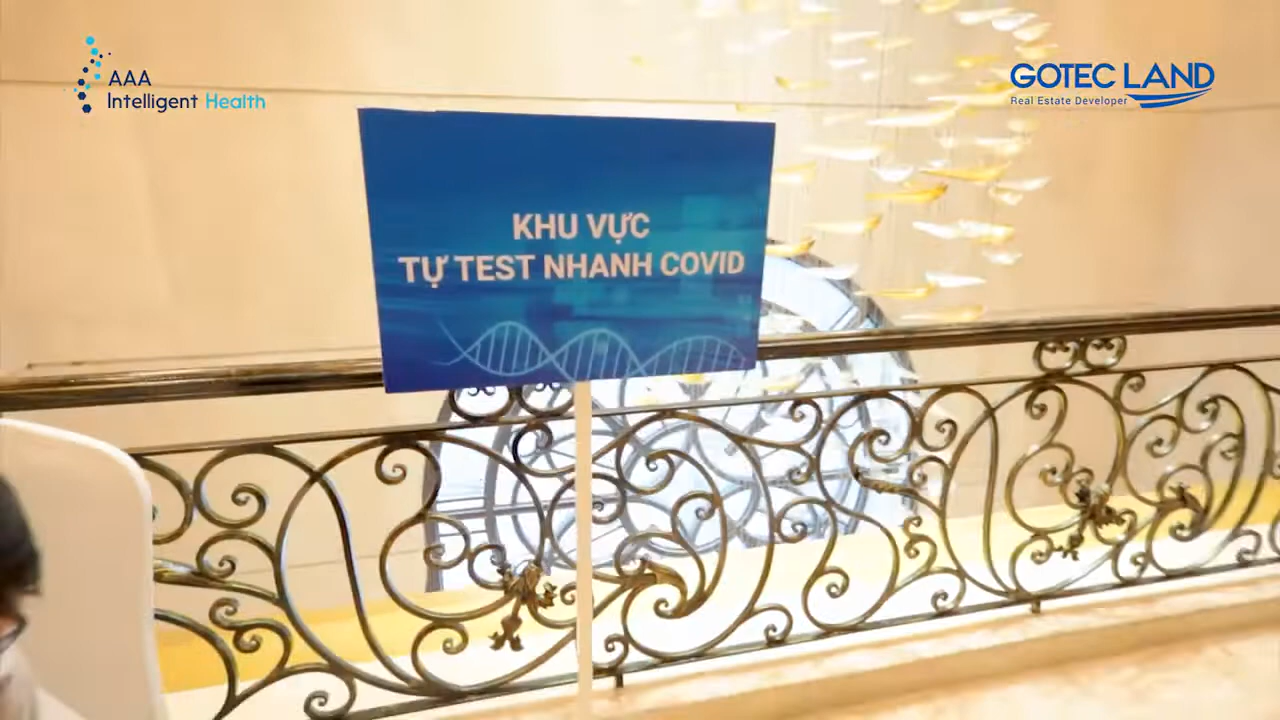 AAA
Intelligent Health
GOTEC LAND
Real Estate Developer
KHU VỰC
TỰ TEST NHANH COVID